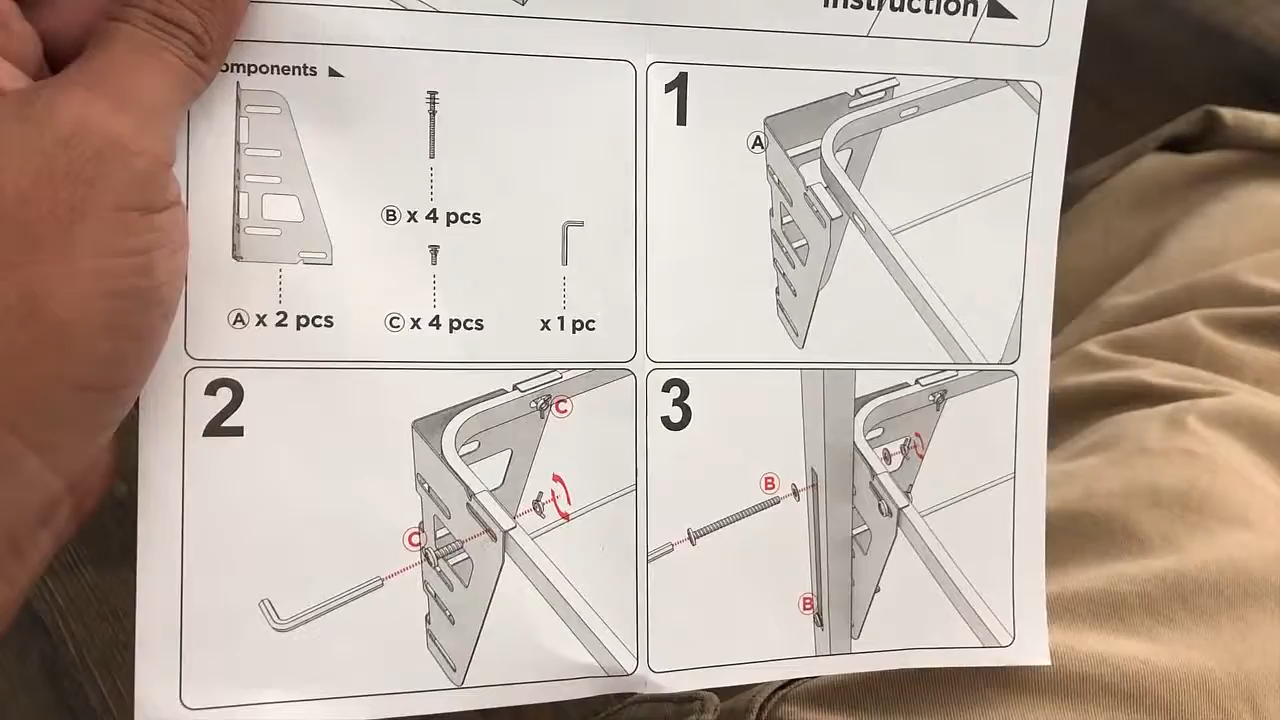 Instruction
omponents
B x 4 pcs
A x 2 pcs
C x 4 pcs
x 1 pc
1
A
2
C
C
3
B
B